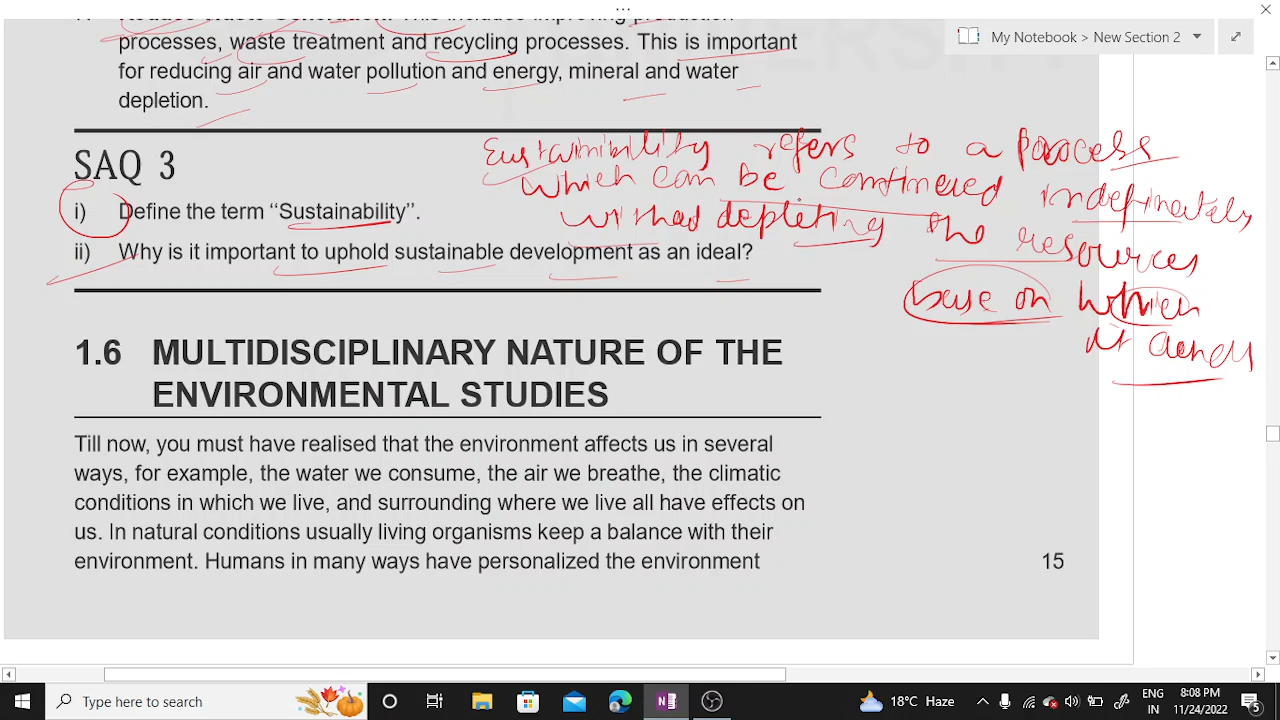 processes, waste treatment and recycling processes. This is important
for reducing air and water pollution and energy, mineral and water
depletion.
My Notebook > New Section 2
SAQ 3
i) Define the term “Sustainability”.
ii) Why is it important to uphold sustainable development as an ideal?
Sustainibility refers to a process
which can be continued indefinately
without depleting the resources
base on which
it
1.6 MULTIDISCIPLINARY NATURE OF THE
ENVIRONMENTAL STUDIES
Till now, you must have realised that the environment affects us in several
ways, for example, the water we consume, the air we breathe, the climatic
conditions in which we live, and surrounding where we live all have effects on
us. In natural conditions usually living organisms keep a balance with their
environment. Humans in many ways have personalized the environment
15
Type here to search
18°C Haze
ENG
IN
8:08 PM
11/24/2022
5